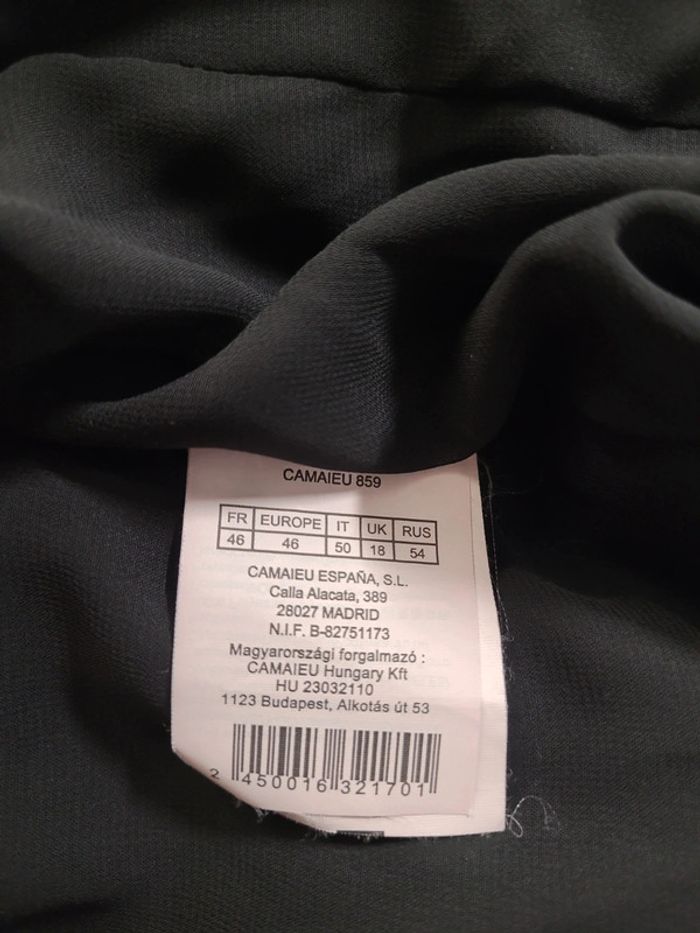 CAMAIEU 859
FR EUROPE IT UK RUS
46 46 50 18 54
CAMAIEU ESPAÑA, S.L.
Calla Alacata, 389
28027 MADRID
N.I.F. B-82751173
Magyarországi forgalmazó :
CAMAIEU Hungary Kft
HU 23032110
1123 Budapest, Alkotás út 53
2 450016 321701